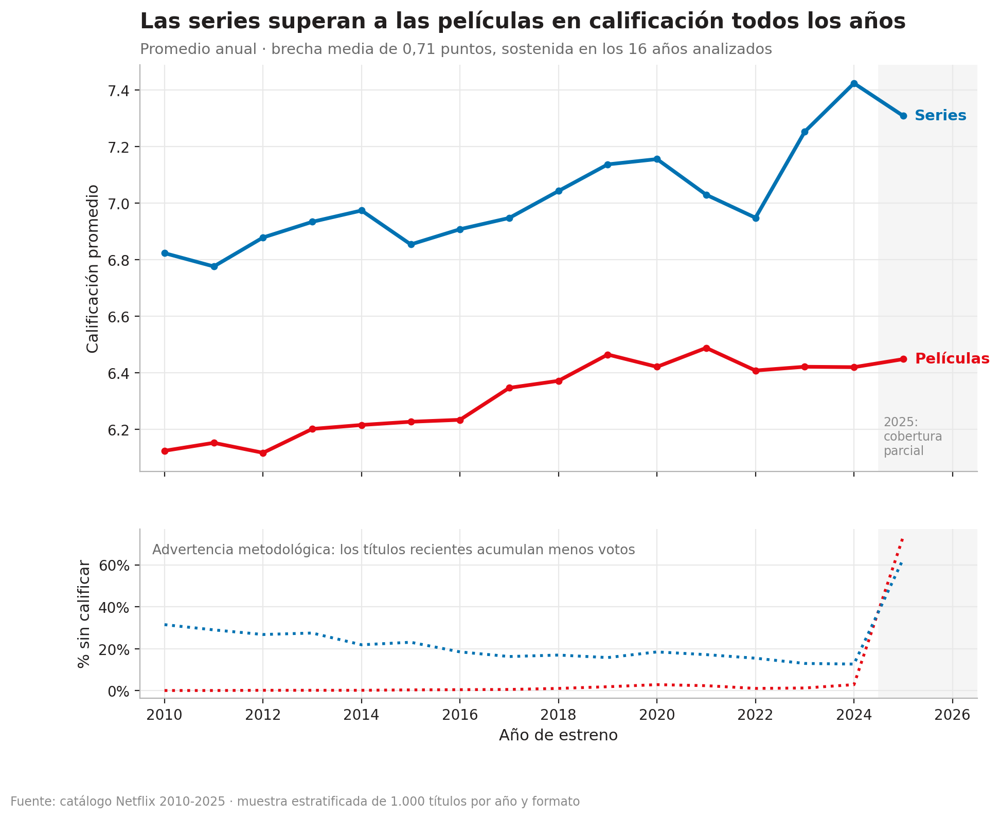 Las series superan a las películas en calificación todos los años
Promedio anual · brecha media de 0,71 puntos, sostenida en los 16 años analizados
Calificación promedio
7.4
7.2
7.0
6.8
6.6
6.4
6.2
Series
Películas
2025:
cobertura
parcial
Advertencia metodológica: los títulos recientes acumulan menos votos
% sin calificar
60%
40%
20%
0%
2010 2012 2014 2016 2018 2020 2022 2024 2026
Año de estreno
Fuente: catálogo Netflix 2010-2025 · muestra estratificada de 1.000 títulos por año y formato